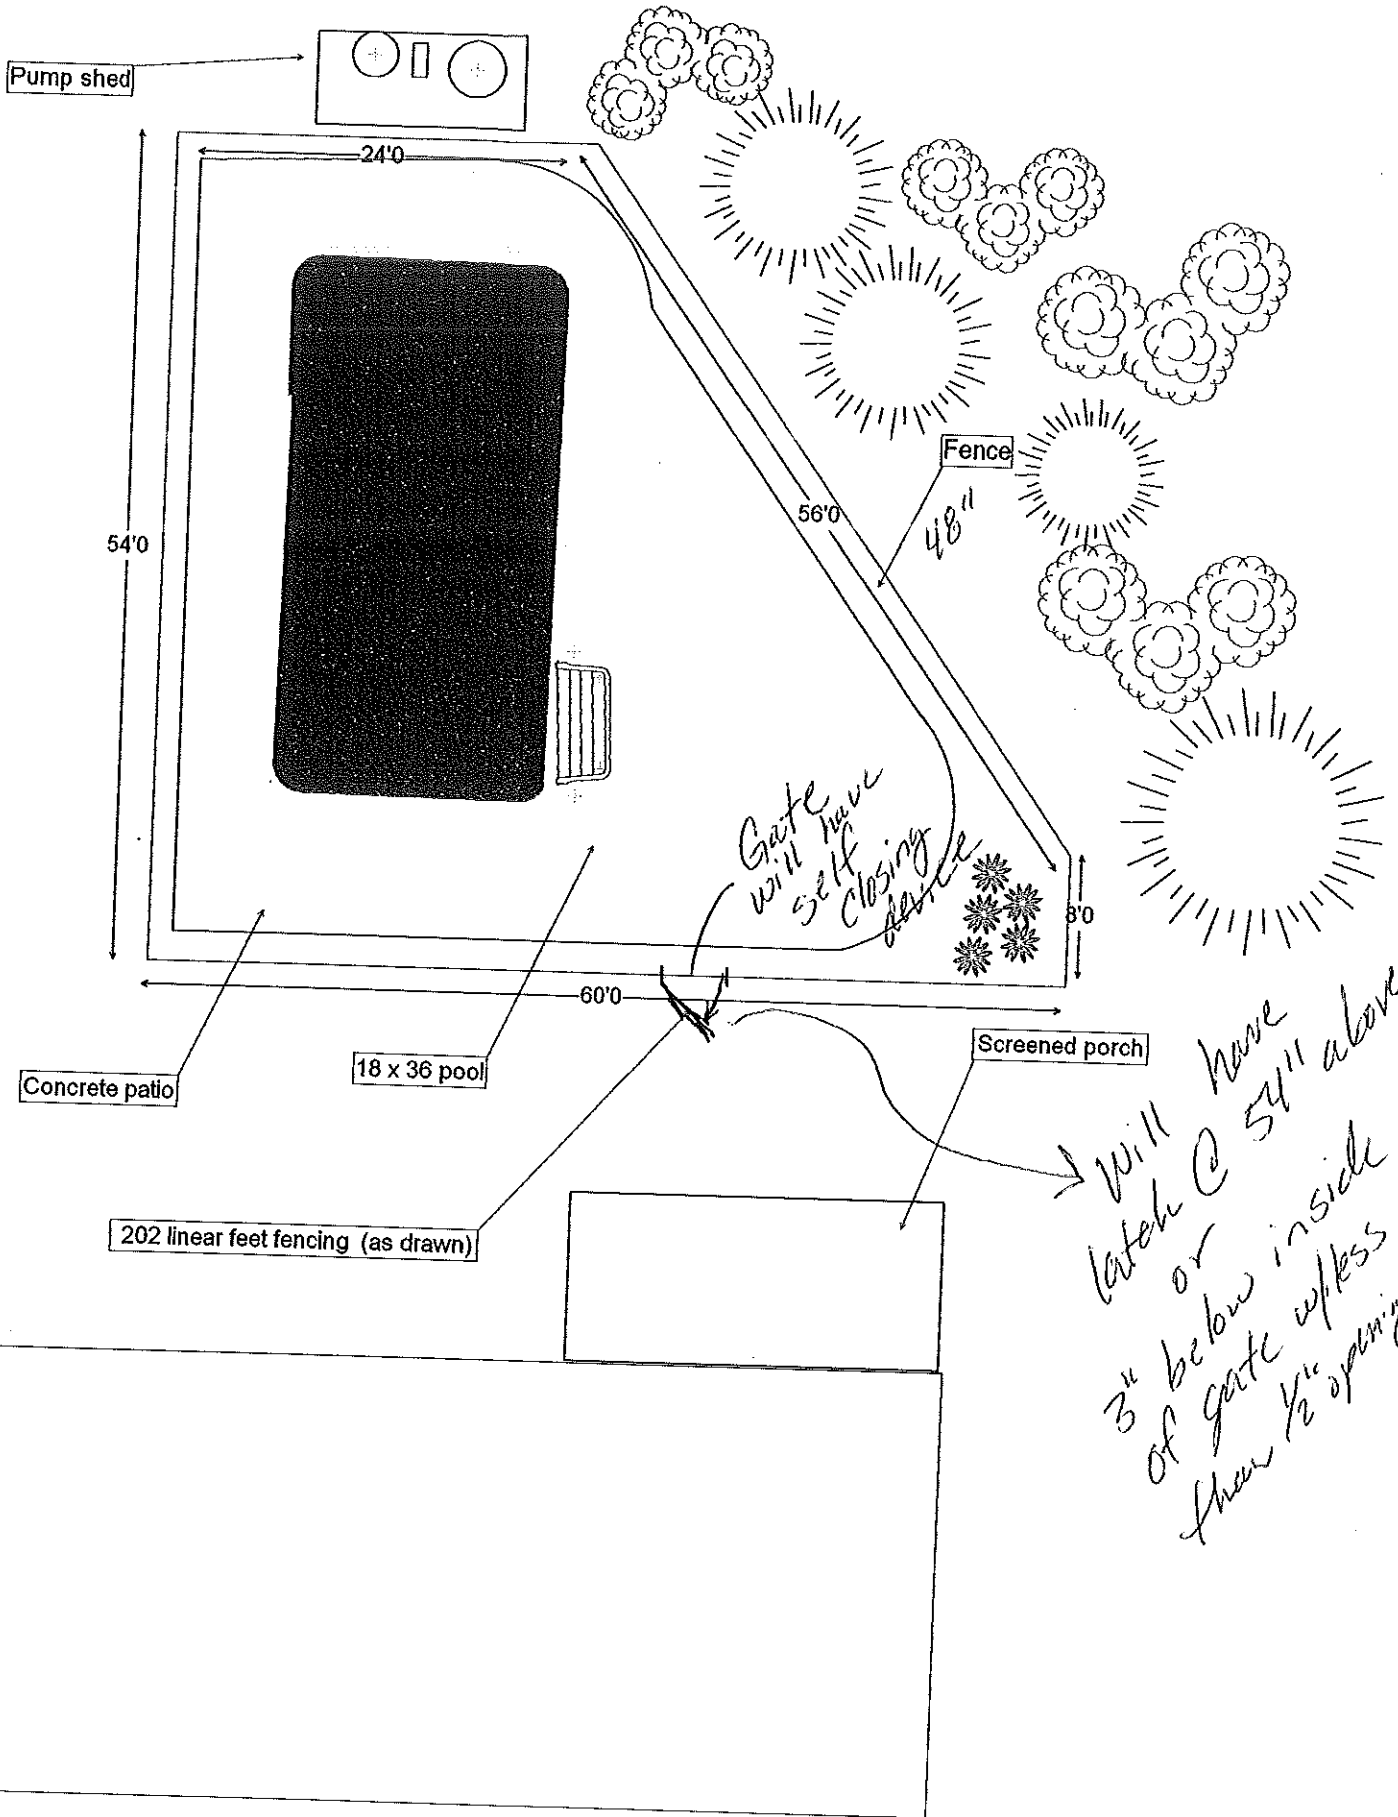 Pump shed
24'0
Fence
48"
56'0
54'0
Gate
will have
self
closing
device
8'0
60'0
Concrete patio
18 x 36 pool
Screened porch
202 linear feet fencing (as drawn)
will have
latch @ 54" above
or
3" below inside
of gate w/less
than 1/2"